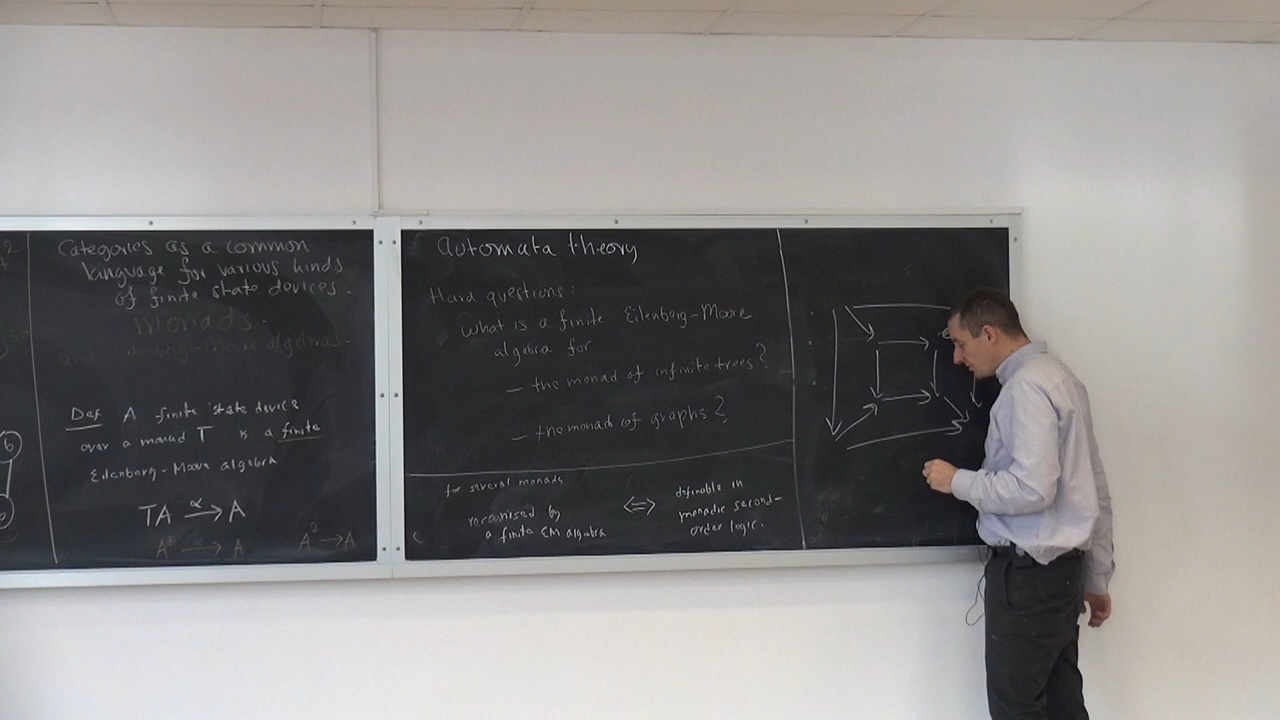 Categories as a common
language for various kinds
of finite state devices.
monads.
Eilenberg-Moore algebras.
Def A finite state device
over a monad T is a finite
Eilenberg-Moore algebra
TA α→ A
A → A
A² → A
b
Automata theory
Hard questions:
What is a finite Eilenberg-Moore
algebra for
— the monad of infinite trees?
— the monad of graphs?
for several monads
recognised by
a finite EM algebra
⇔
definable in
monadic second-
order logic.